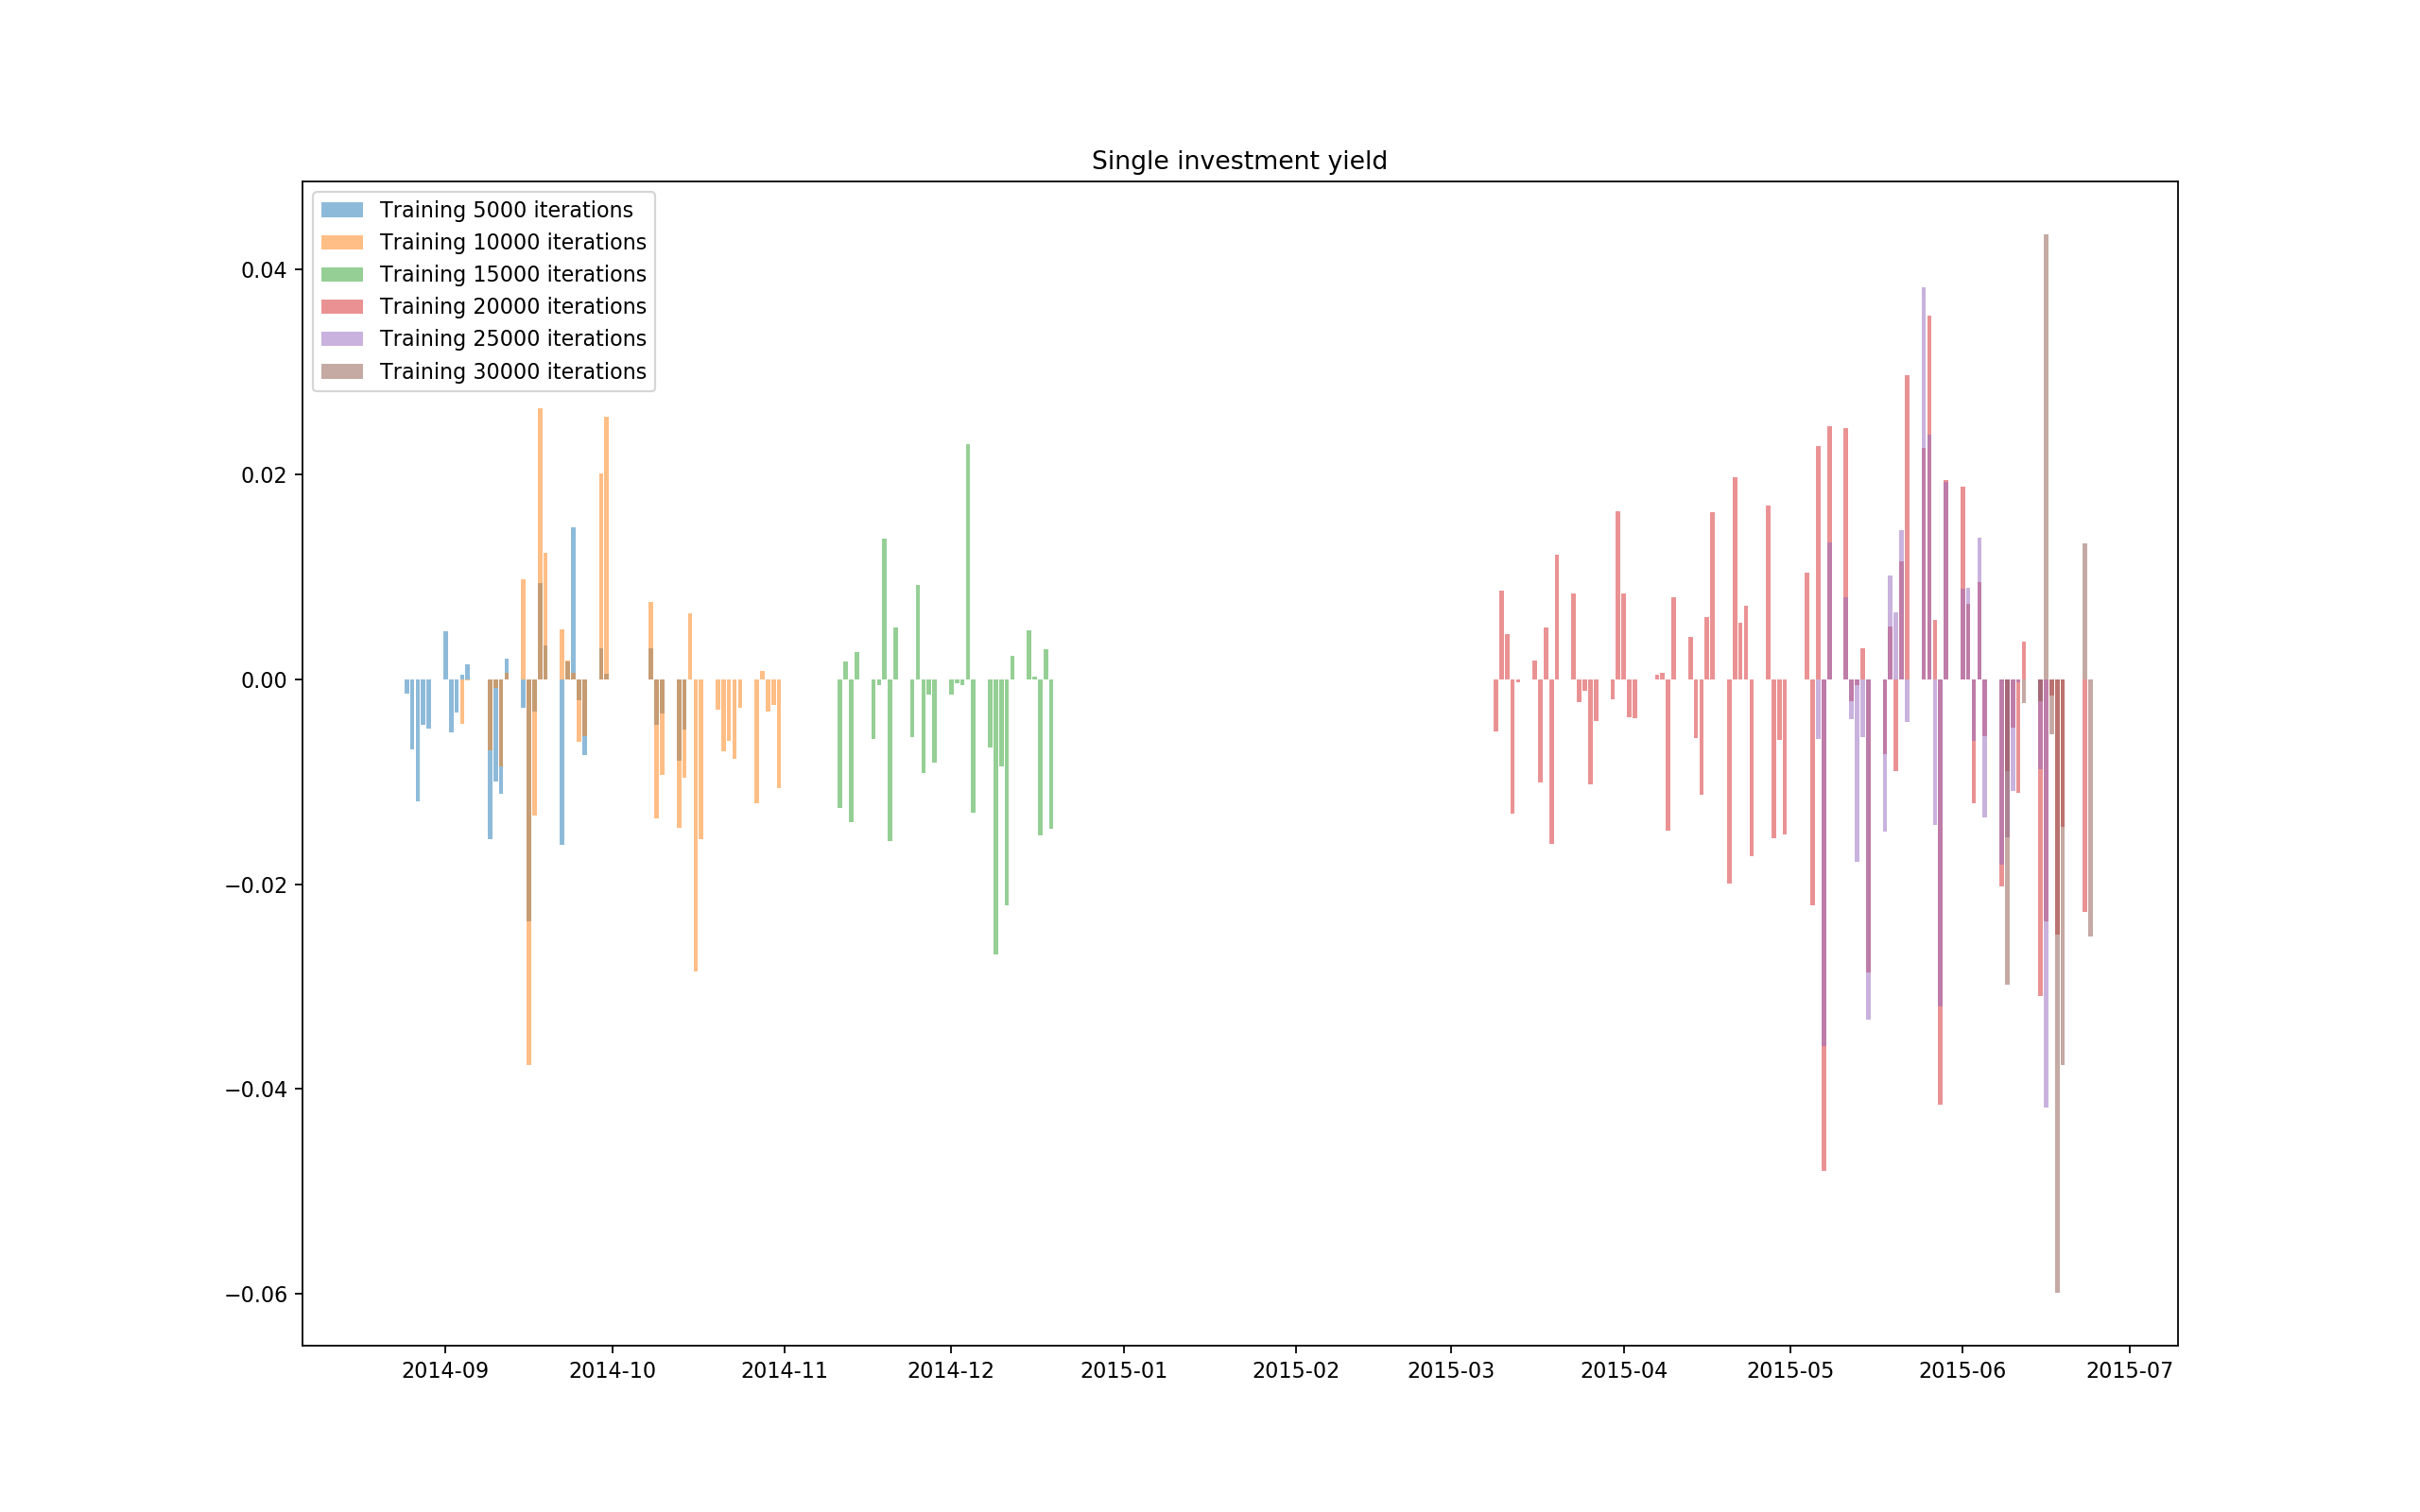 Single investment yield
Training 5000 iterations
Training 10000 iterations
Training 15000 iterations
Training 20000 iterations
Training 25000 iterations
Training 30000 iterations
0.04
0.02
0.00
−0.02
−0.04
−0.06
2014-09 2014-10 2014-11 2014-12 2015-01 2015-02 2015-03 2015-04 2015-05 2015-06 2015-07